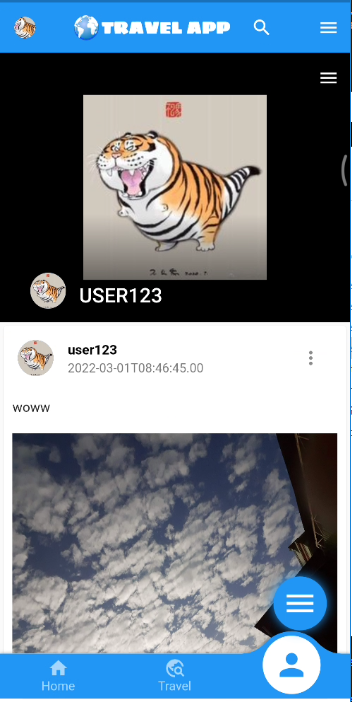 TRAVEL APP
USER123
user123
2022-03-01T08:46:45.00
woww
Home
Travel